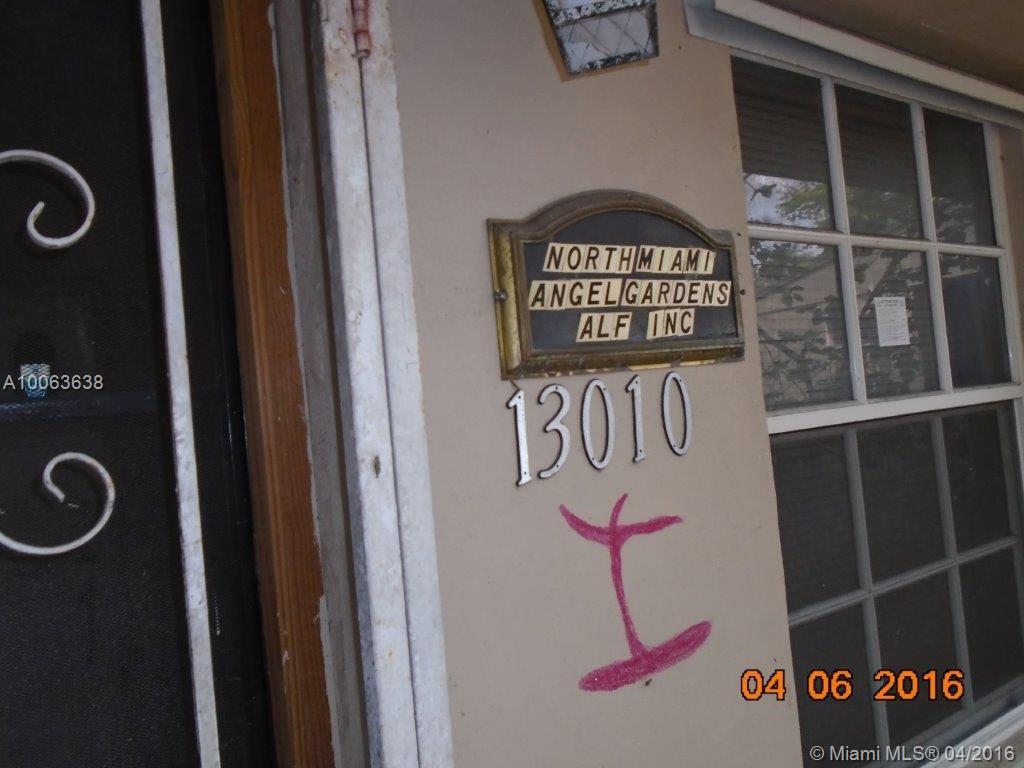 NORTH MIAMI
ANGEL GARDENS
ALF INC
13010
I
A10063638
04 06 2016
© Miami MLS® 04/2016